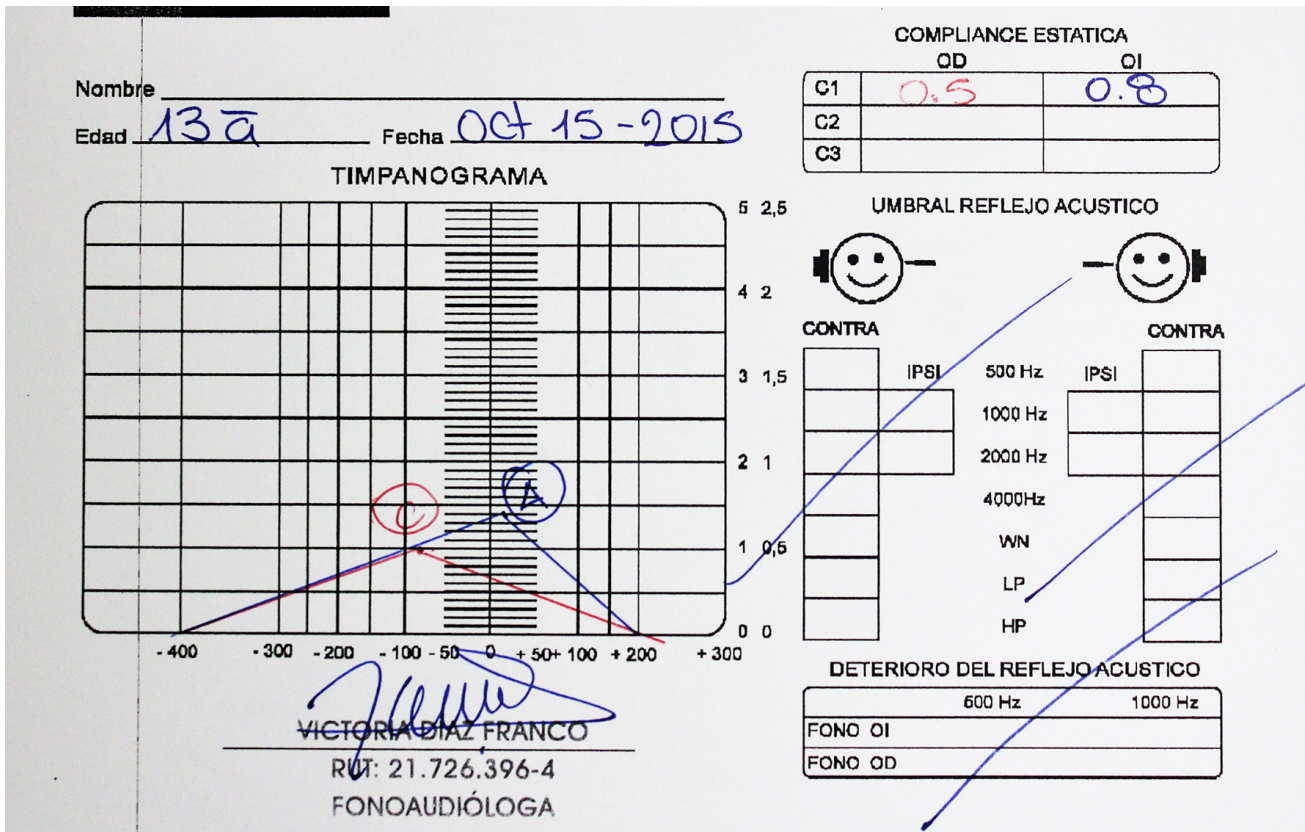 Nombre
Edad 13 a Fecha Oct 15-2015
COMPLIANCE ESTATICA
OD OI
C1 0.5 0.8
C2
C3
TIMPANOGRAMA
5 2,5
4 2
3 1,5
2 1
1 0,5
0 0
C A
- 400 - 300 - 200 - 100 - 50 0 + 50 + 100 + 200 + 300
UMBRAL REFLEJO ACUSTICO
CONTRA CONTRA
IPSI 500 Hz IPSI
1000 Hz
2000 Hz
4000Hz
WN
LP
HP
DETERIORO DEL REFLEJO ACUSTICO
500 Hz 1000 Hz
FONO OI
FONO OD
VICTORIA DIAZ FRANCO
RUT: 21.726.396-4
FONOAUDIÓLOGA